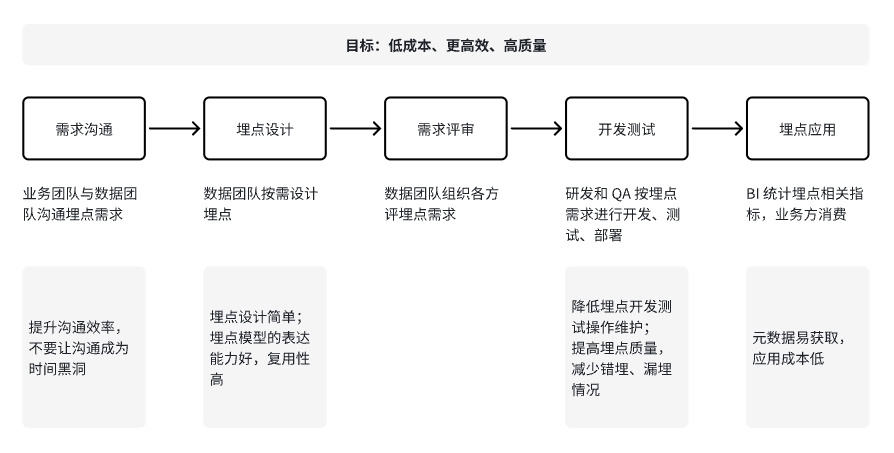 目标：低成本、更高效、高质量
需求沟通
埋点设计
需求评审
开发测试
埋点应用
业务团队与数据团
队沟通埋点需求
数据团队按需设计
埋点
数据团队组织各方
评埋点需求
研发和 QA 按埋点
需求进行开发、测
试、部署
BI 统计埋点相关指
标，业务方消费
提升沟通效率，
不要让沟通成为
时间黑洞
埋点设计简单；
埋点模型的表达
能力好，复用性
高
降低埋点开发测
试操作维护；
提高埋点质量，
减少错埋、漏埋
情况
元数据易获取，
应用成本低